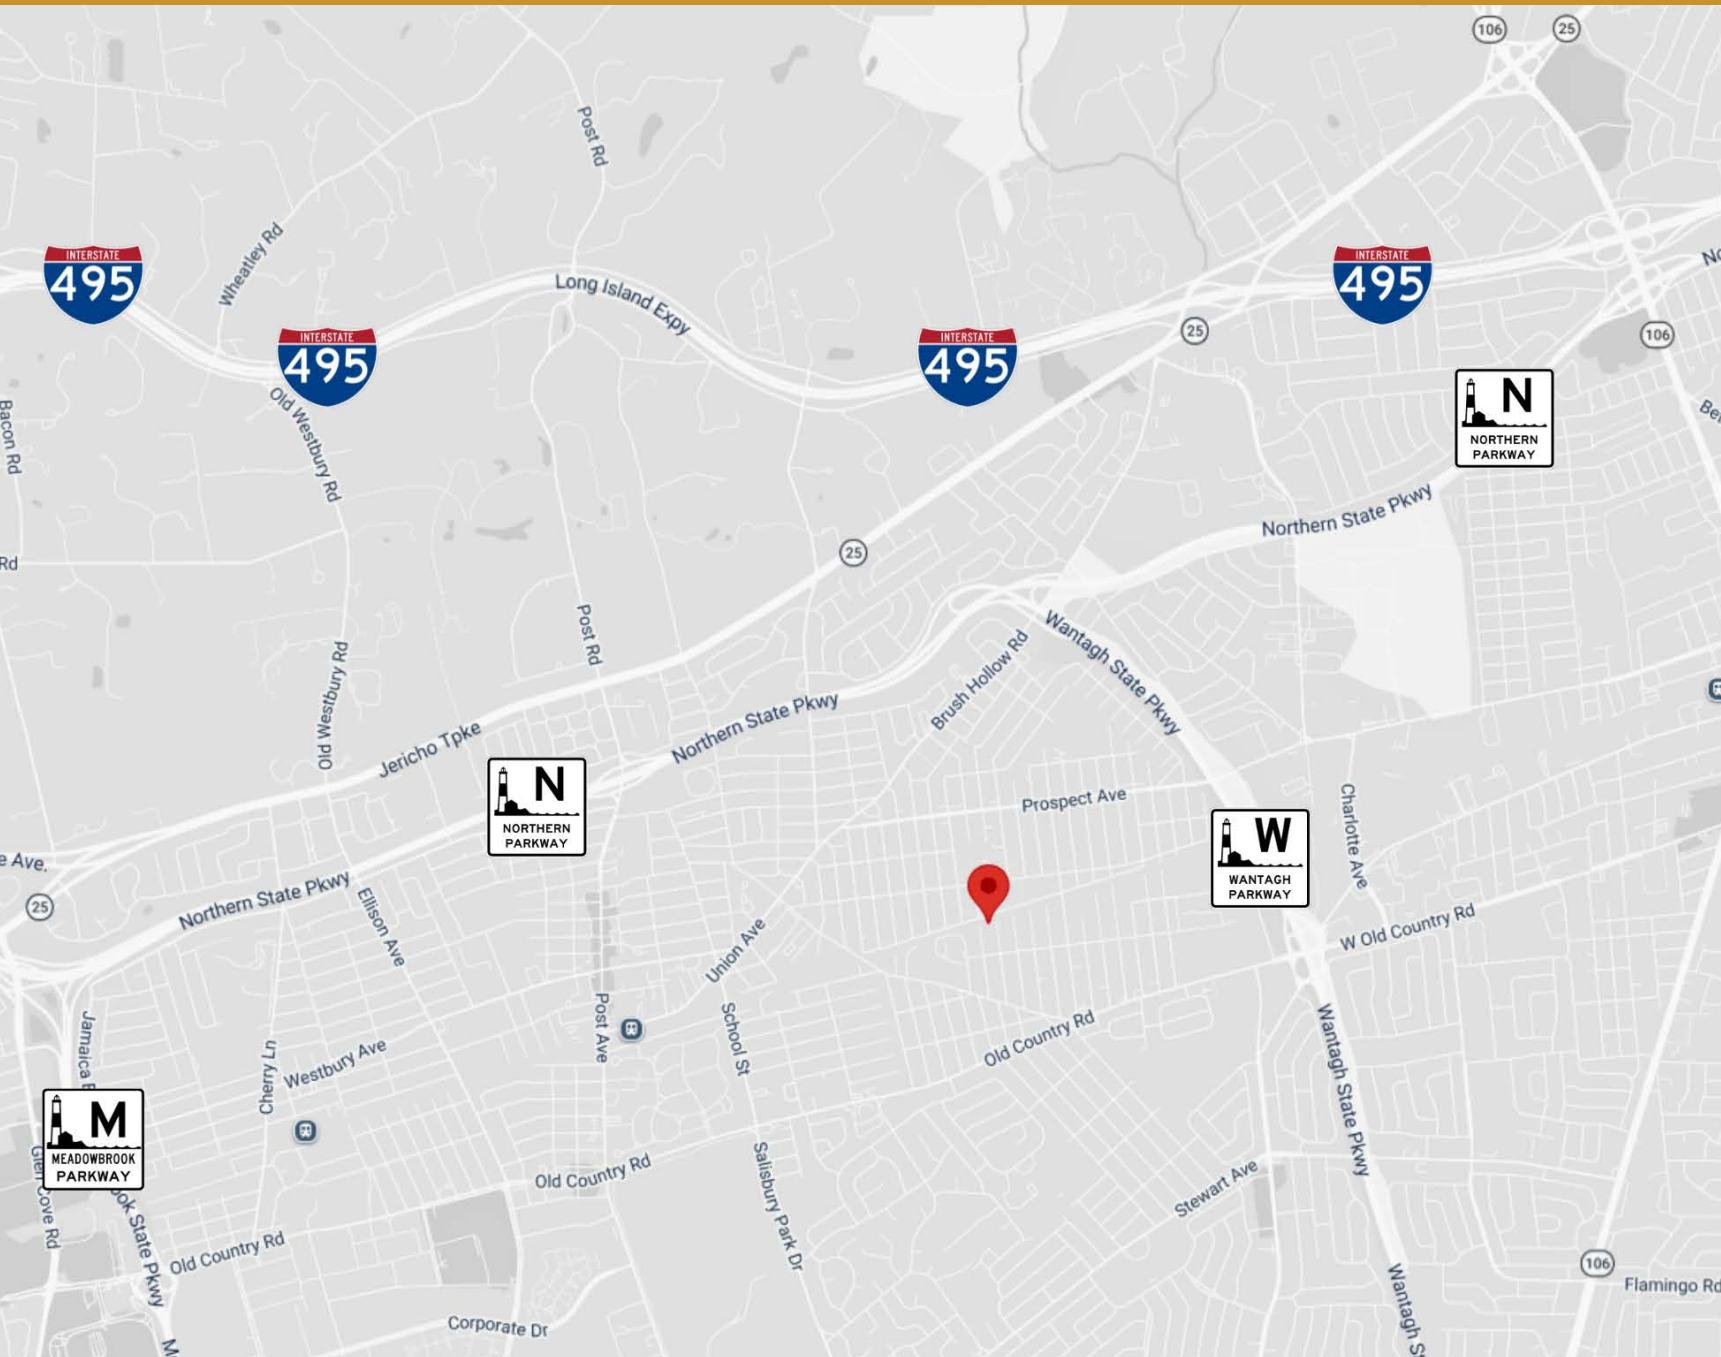 106
25
Post Rd
Wheatley Rd
INTERSTATE
495
INTERSTATE
495
No
Long Island Expy
INTERSTATE
495
INTERSTATE
495
25
106
Old Westbury Rd
Bacon Rd
N
NORTHERN
PARKWAY
Be
Northern State Pkwy
25
Rd
Post Rd
Wantagh State Pkwy
Brush Hollow Rd
Old Westbury Rd
Northern State Pkwy
Jericho Tpke
N
NORTHERN
PARKWAY
Prospect Ave
Charlotte Ave
W
WANTAGH
PARKWAY
e Ave.
25
Northern State Pkwy
Ellison Ave
Union Ave
W Old Country Rd
Post Ave
School St
Old Country Rd
Wantagh State Pkwy
Jamaica
Cherry Ln
Westbury Ave
M
MEADOWBROOK
PARKWAY
Glen Cove Rd
ook State Pkwy
Old Country Rd
Salisbury Park Dr
Stewart Ave
Old Country Rd
106
Flamingo Rd
Wantagh S
Corporate Dr
M